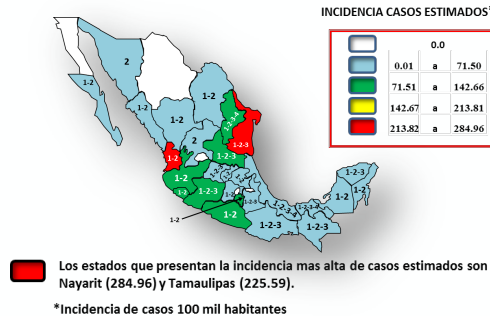 INCIDENCIA CASOS ESTIMADOS*
0.0
0.01 a 71.50
71.51 a 142.66
142.67 a 213.81
213.82 a 284.96
2
1-2
1-2
1-2
1-2
1-2-3-4
1-2-3
2
1-2
1-2-3
1-2
1-2
1-2-3
1-2
1-2
1-2-3
1-2-3
1-2-3
1-2-3
1-2
1-2
Los estados que presentan la incidencia mas alta de casos estimados son
Nayarit (284.96) y Tamaulipas (225.59).
*Incidencia de casos 100 mil habitantes